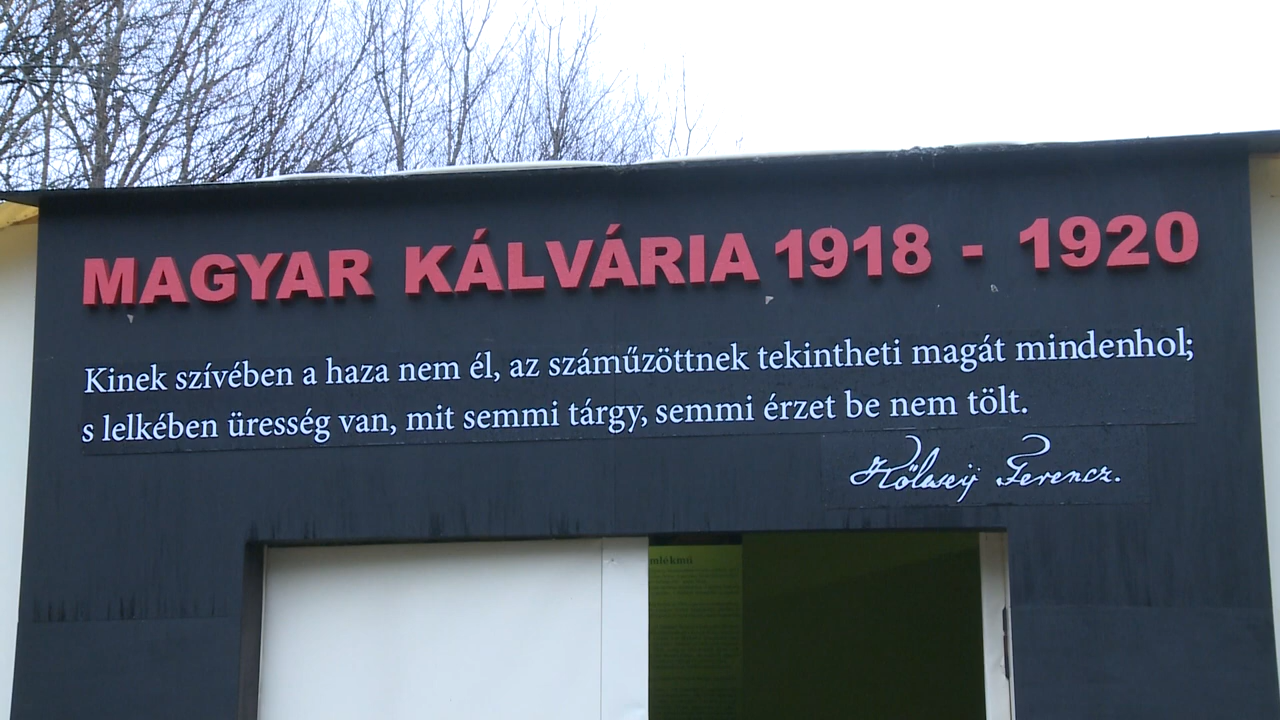 MAGYAR KÁLVÁRIA 1918 - 1920
Kinek szívében a haza nem él, az száműzöttnek tekintheti magát mindenhol;
s lelkében üresség van, mit semmi tárgy, semmi érzet be nem tölt.
Kölcsey Ferencz.